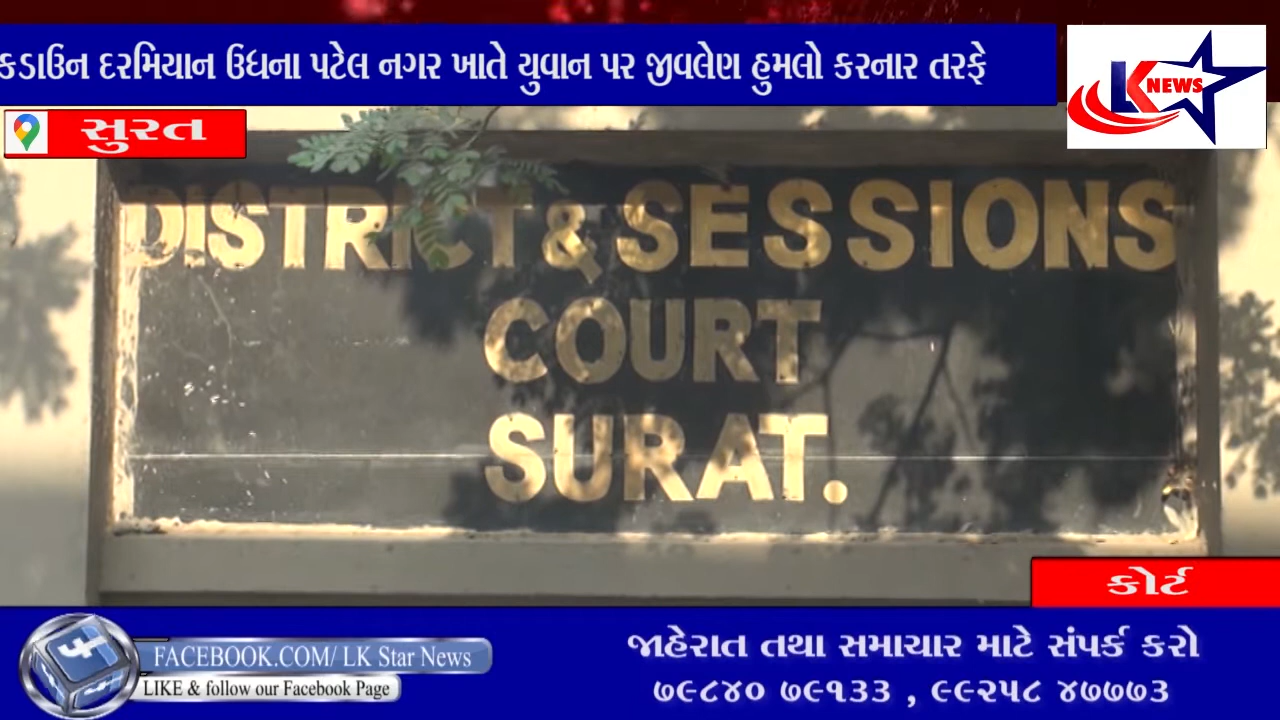 કડાઉન દરમિયાન ઉધના પટેલ નગર ખાતે યુવાન પર જીવલેણ હુમલો કરનાર તરફે
LK NEWS
સુરત
DISTRICT & SESSIONS
COURT
SURAT.
કોર્ટ
FACEBOOK.COM/ LK Star News
LIKE & follow our Facebook Page
જાહેરાત તથા સમાચાર માટે સંપર્ક કરો
૭૯૮૪૦ ૭૯૧૩૩ , ૯૯૨૫૮ ૪૭૭૭૩